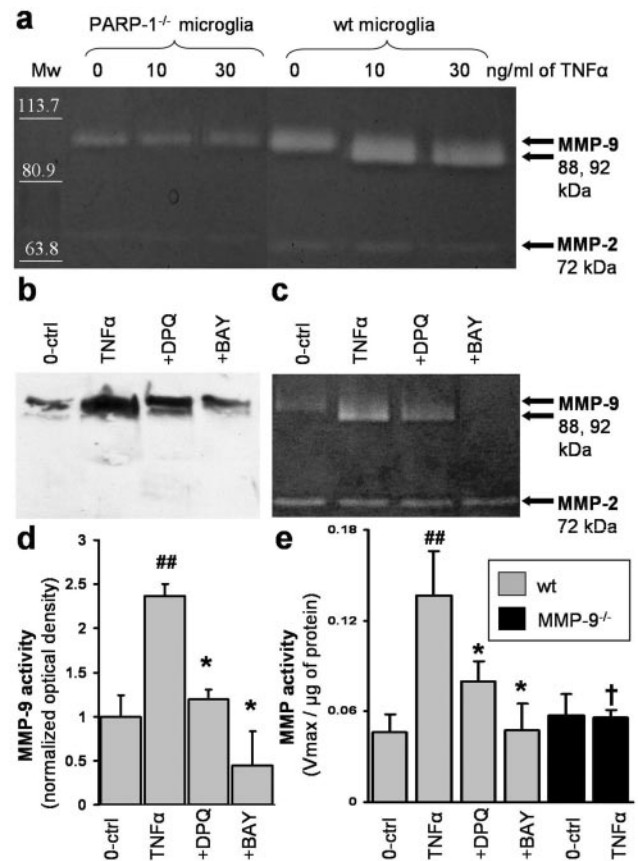 a
PARP-1-/- microglia wt microglia
Mw 0 10 30 0 10 30 ng/ml of TNFα
113.7
80.9
63.8
MMP-9
88, 92
kDa
MMP-2
72 kDa
b
0-ctrl TNFα +DPQ +BAY
c
0-ctrl TNFα +DPQ +BAY
MMP-9
88, 92
kDa
MMP-2
72 kDa
d
MMP-9 activity
(normalized optical density)
3
2.5
2
1.5
1
0.5
0
##
*
*
0-ctrl TNFα +DPQ +BAY
e
MMP activity
(Vmax / µg of protein)
0.18
0.12
0.06
0
##
*
*
†
wt
MMP-9-/-
0-ctrl TNFα +DPQ +BAY 0-ctrl TNFα